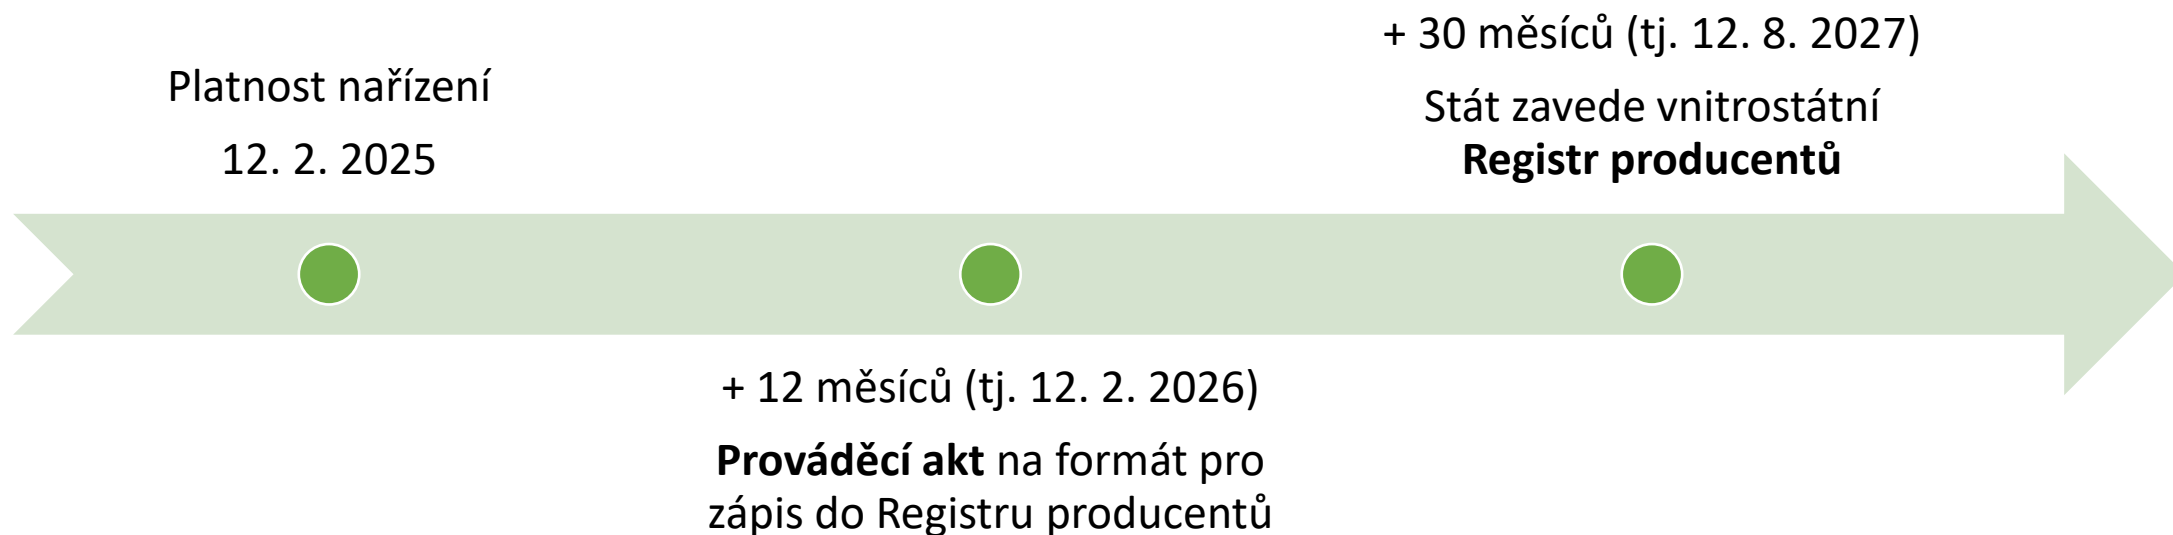 Platnost nařízení
12. 2. 2025
+ 12 měsíců (tj. 12. 2. 2026)
Prováděcí akt na formát pro
zápis do Registru producentů
+ 30 měsíců (tj. 12. 8. 2027)
Stát zavede vnitrostátní
Registr producentů